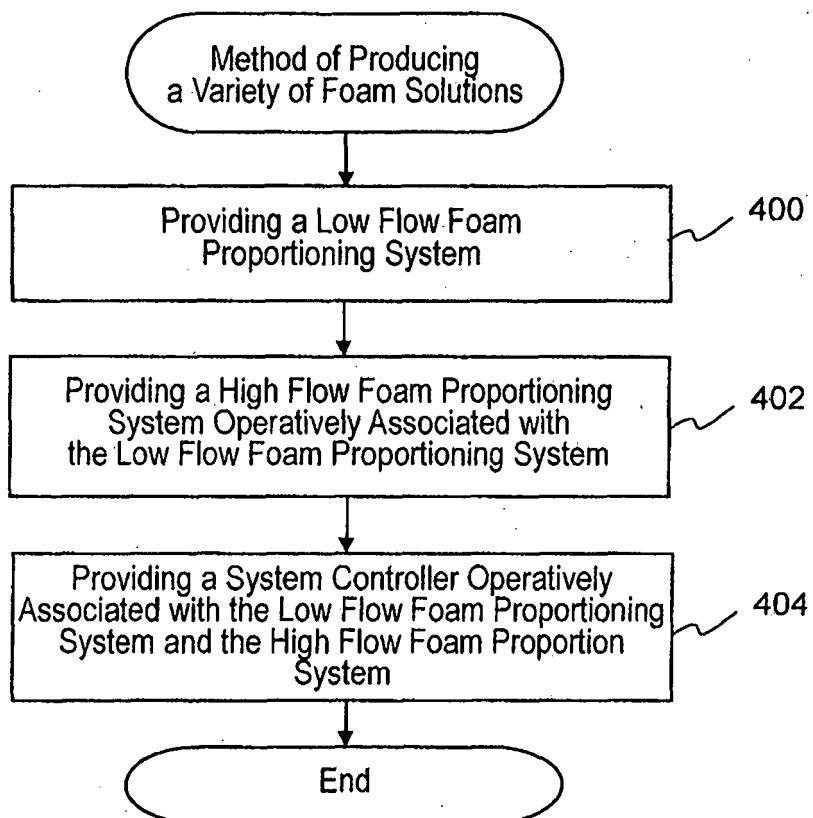 Method of Producing
a Variety of Foam Solutions
Providing a Low Flow Foam
Proportioning System
400
Providing a High Flow Foam Proportioning
System Operatively Associated with
the Low Flow Foam Proportioning System
402
Providing a System Controller Operatively
Associated with the Low Flow Foam Proportioning
System and the High Flow Foam Proportion
System
404
End